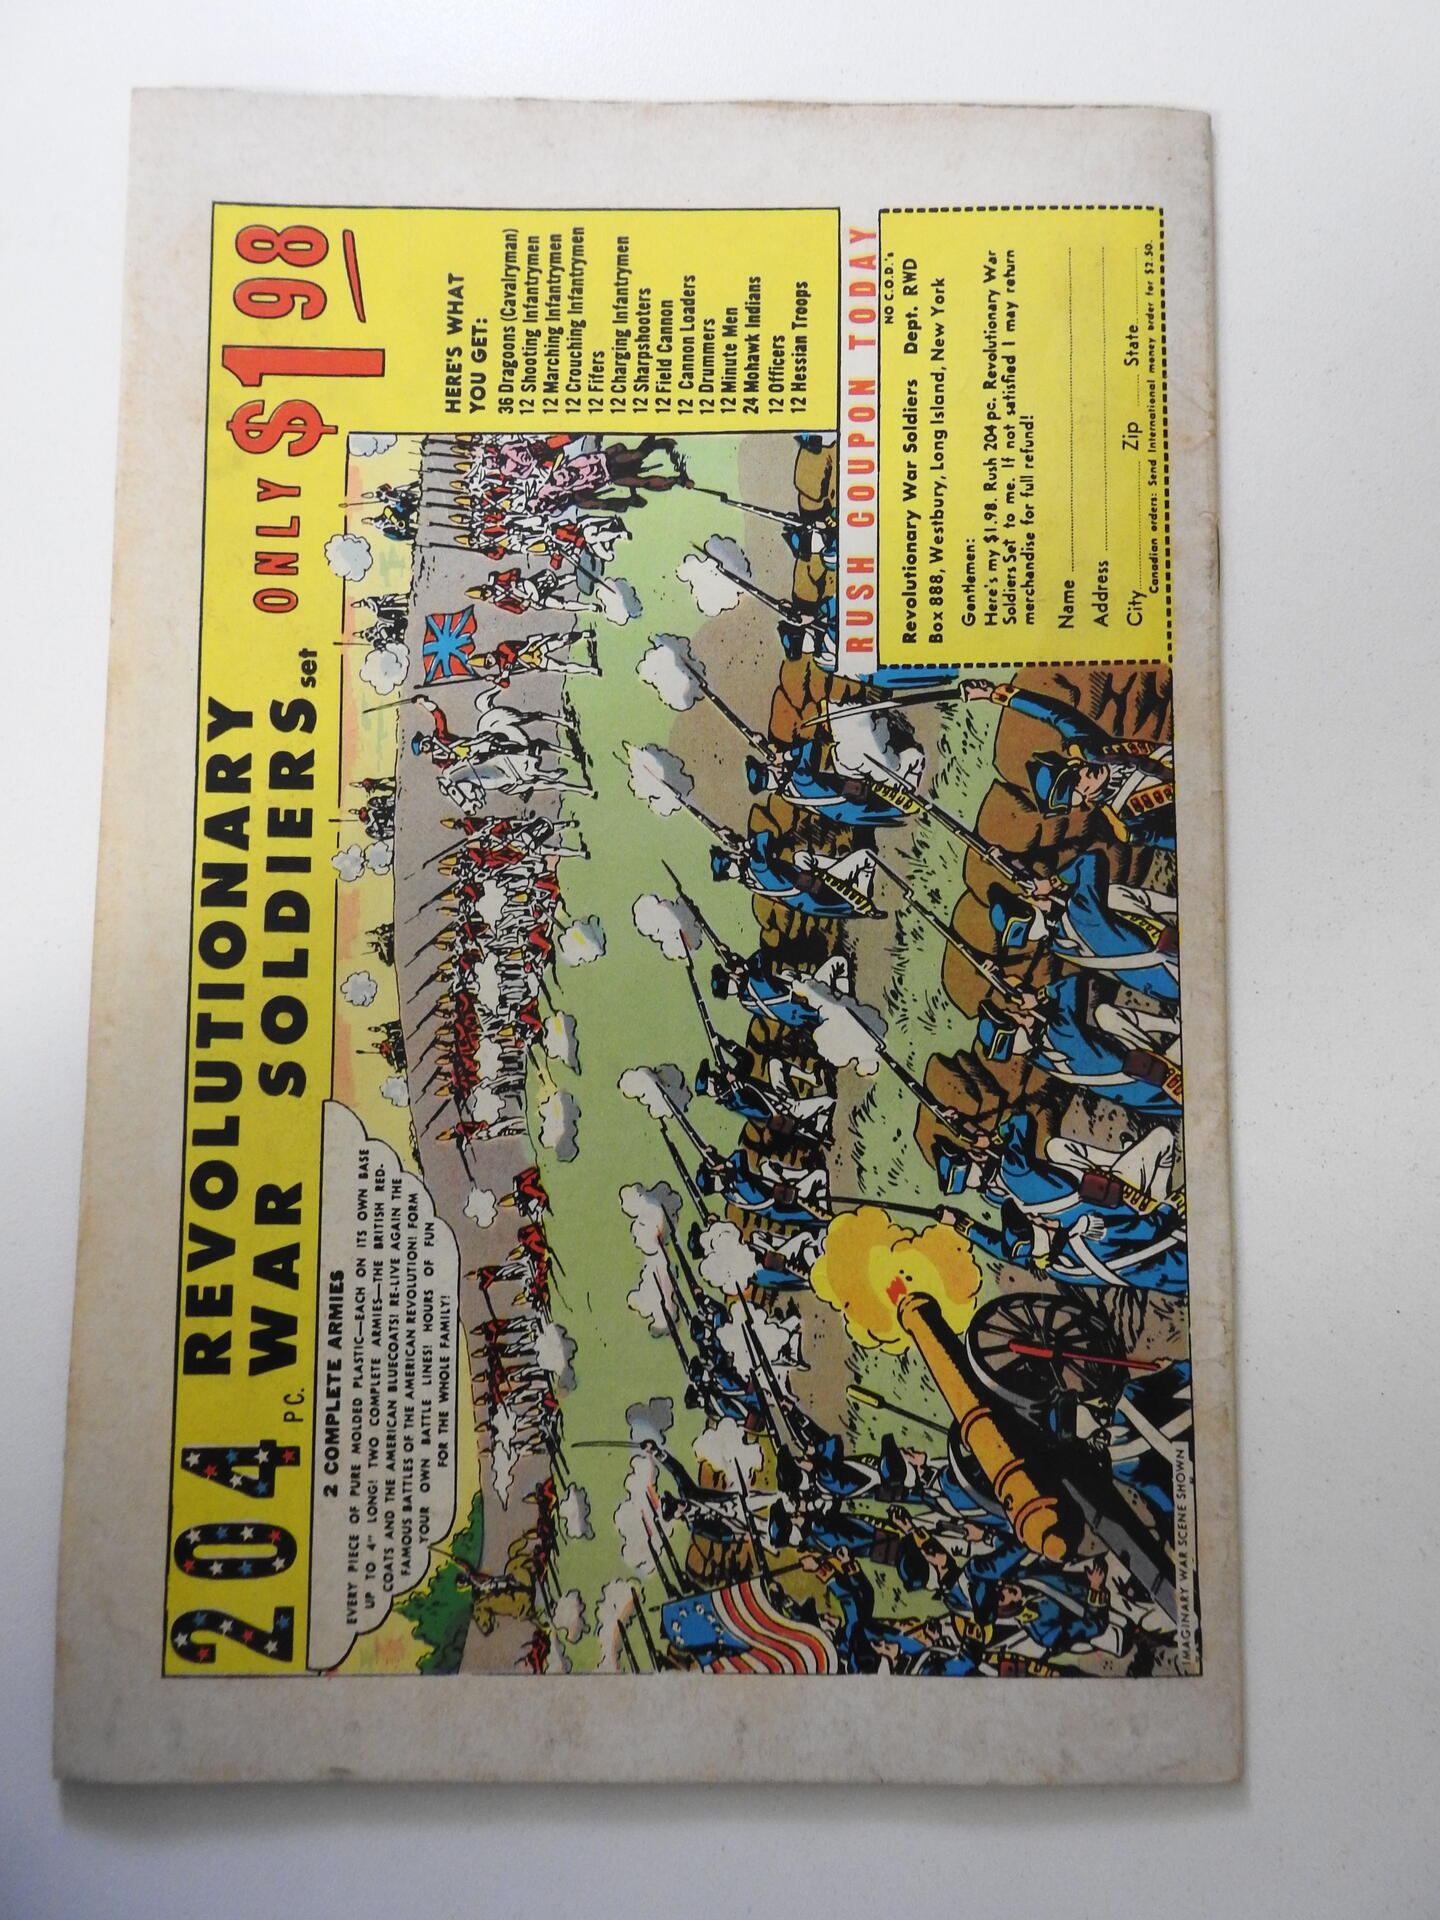 204 PC. REVOLUTIONARY
WAR SOLDIERS set
ONLY $1 98
2 COMPLETE ARMIES
EVERY PIECE OF PURE MOLDED PLASTIC—EACH ON ITS OWN BASE
UP TO 4" LONG! TWO COMPLETE ARMIES—THE BRITISH RED-
COATS AND THE AMERICAN BLUECOATS! RE-LIVE AGAIN THE
FAMOUS BATTLES OF THE AMERICAN REVOLUTION! FORM
YOUR OWN BATTLE LINES! HOURS OF FUN
FOR THE WHOLE FAMILY!
HERE'S WHAT
YOU GET:
36 Dragoons (Cavalryman)
12 Shooting Infantrymen
12 Marching Infantrymen
12 Crouching Infantrymen
12 Fifers
12 Charging Infantrymen
12 Sharpshooters
12 Field Cannon
12 Cannon Loaders
12 Drummers
12 Minute Men
24 Mohawk Indians
12 Officers
12 Hessian Troops
RUSH COUPON TODAY
NO C.O.D.'s
Revolutionary War Soldiers Dept. RWD
Box 888, Westbury, Long Island, New York
Gentlemen:
Here's my $1.98. Rush 204 pc. Revolutionary War
Soldiers Set to me. If not satisfied I may return
merchandise for full refund!
Name
Address
City Zip State
Canadian orders: Send International money order for $2.50.
IMAGINARY WAR SCENE SHOWN